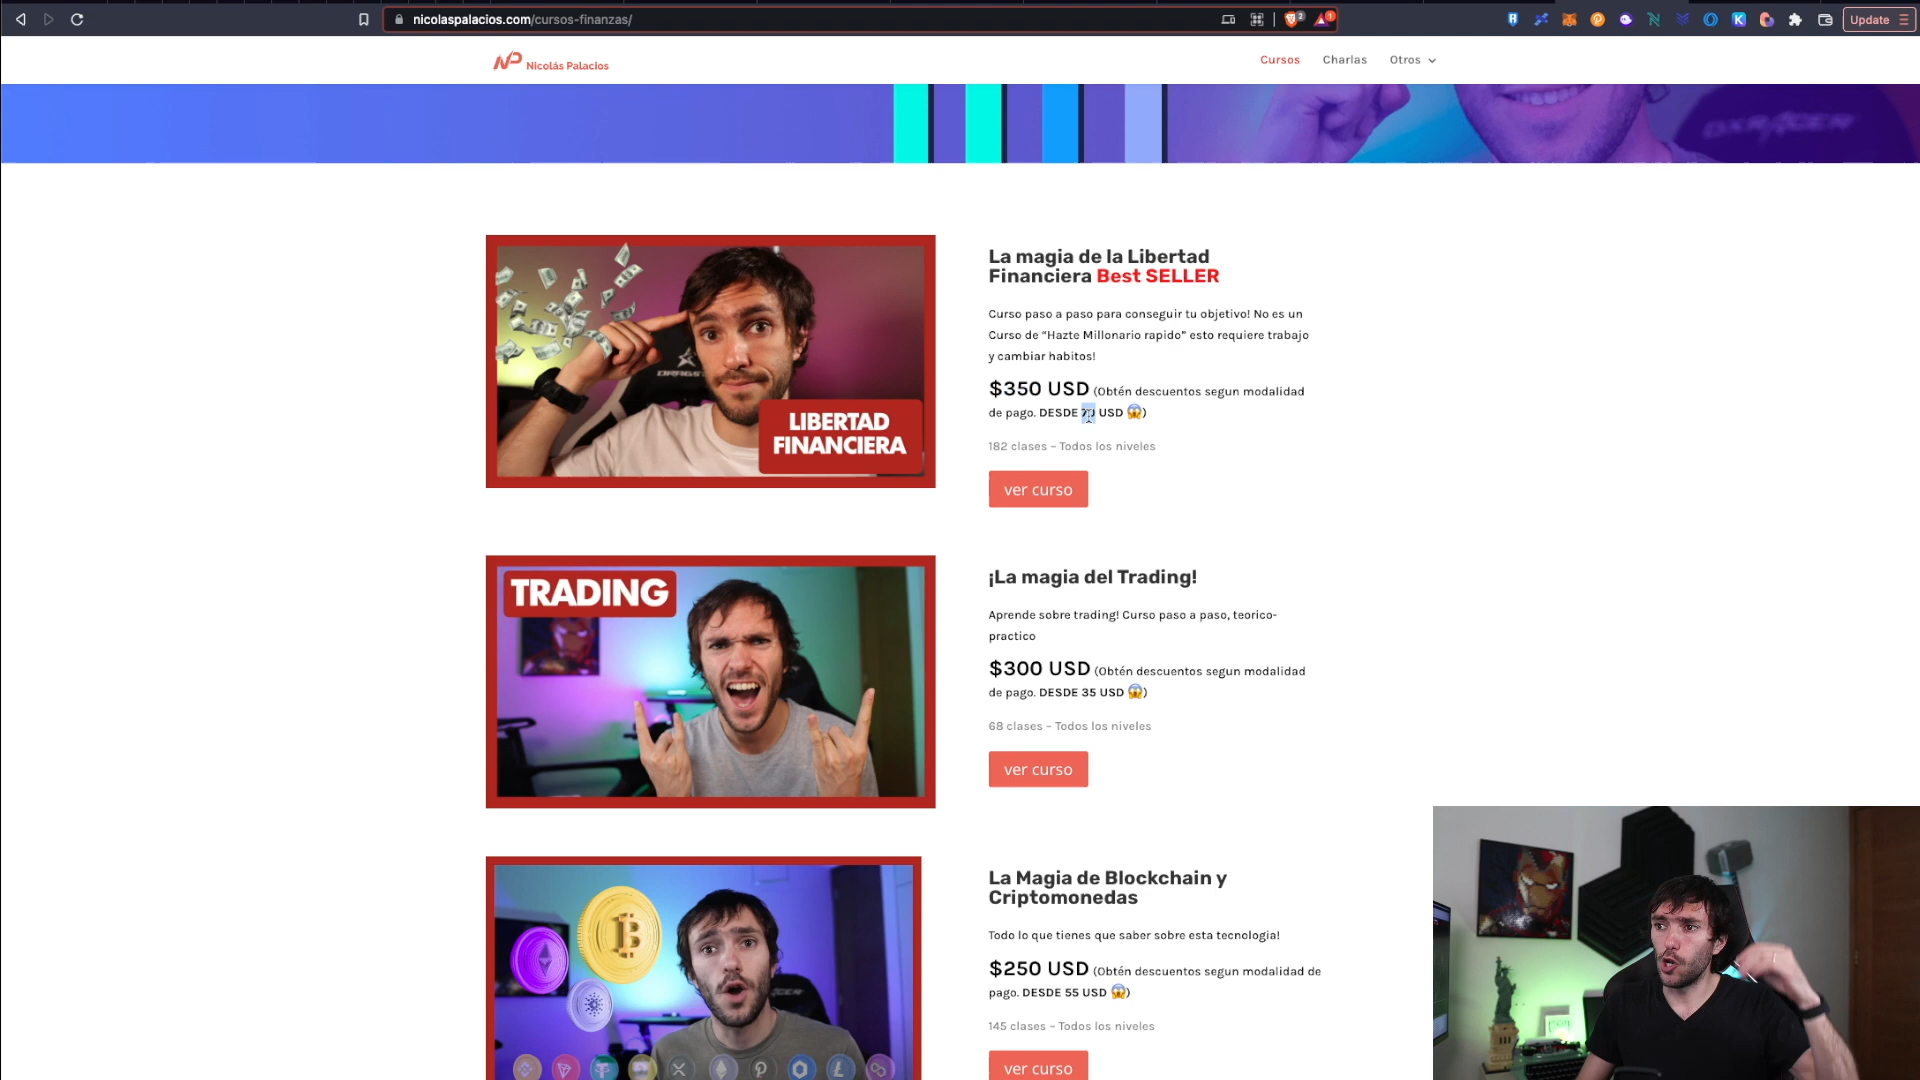 nicolaspalacios.com/cursos-finanzas/
2
1
Update
NP Nicolás Palacios
Cursos
Charlas
Otros
DXRACER
LIBERTAD
FINANCIERA
La magia de la Libertad
Financiera Best SELLER
Curso paso a paso para conseguir tu objetivo! No es un
Curso de “Hazte Millonario rapido” esto requiere trabajo
y cambiar habitos!
$350 USD (Obtén descuentos segun modalidad
de pago. DESDE USD 😱)
182 clases – Todos los niveles
ver curso
TRADING
¡La magia del Trading!
Aprende sobre trading! Curso paso a paso, teorico-
practico
$300 USD (Obtén descuentos segun modalidad
de pago. DESDE 35 USD 😱)
68 clases – Todos los niveles
ver curso
La Magia de Blockchain y
Criptomonedas
Todo lo que tienes que saber sobre esta tecnologia!
$250 USD (Obtén descuentos segun modalidad de
pago. DESDE 55 USD 😱)
145 clases – Todos los niveles
ver curso